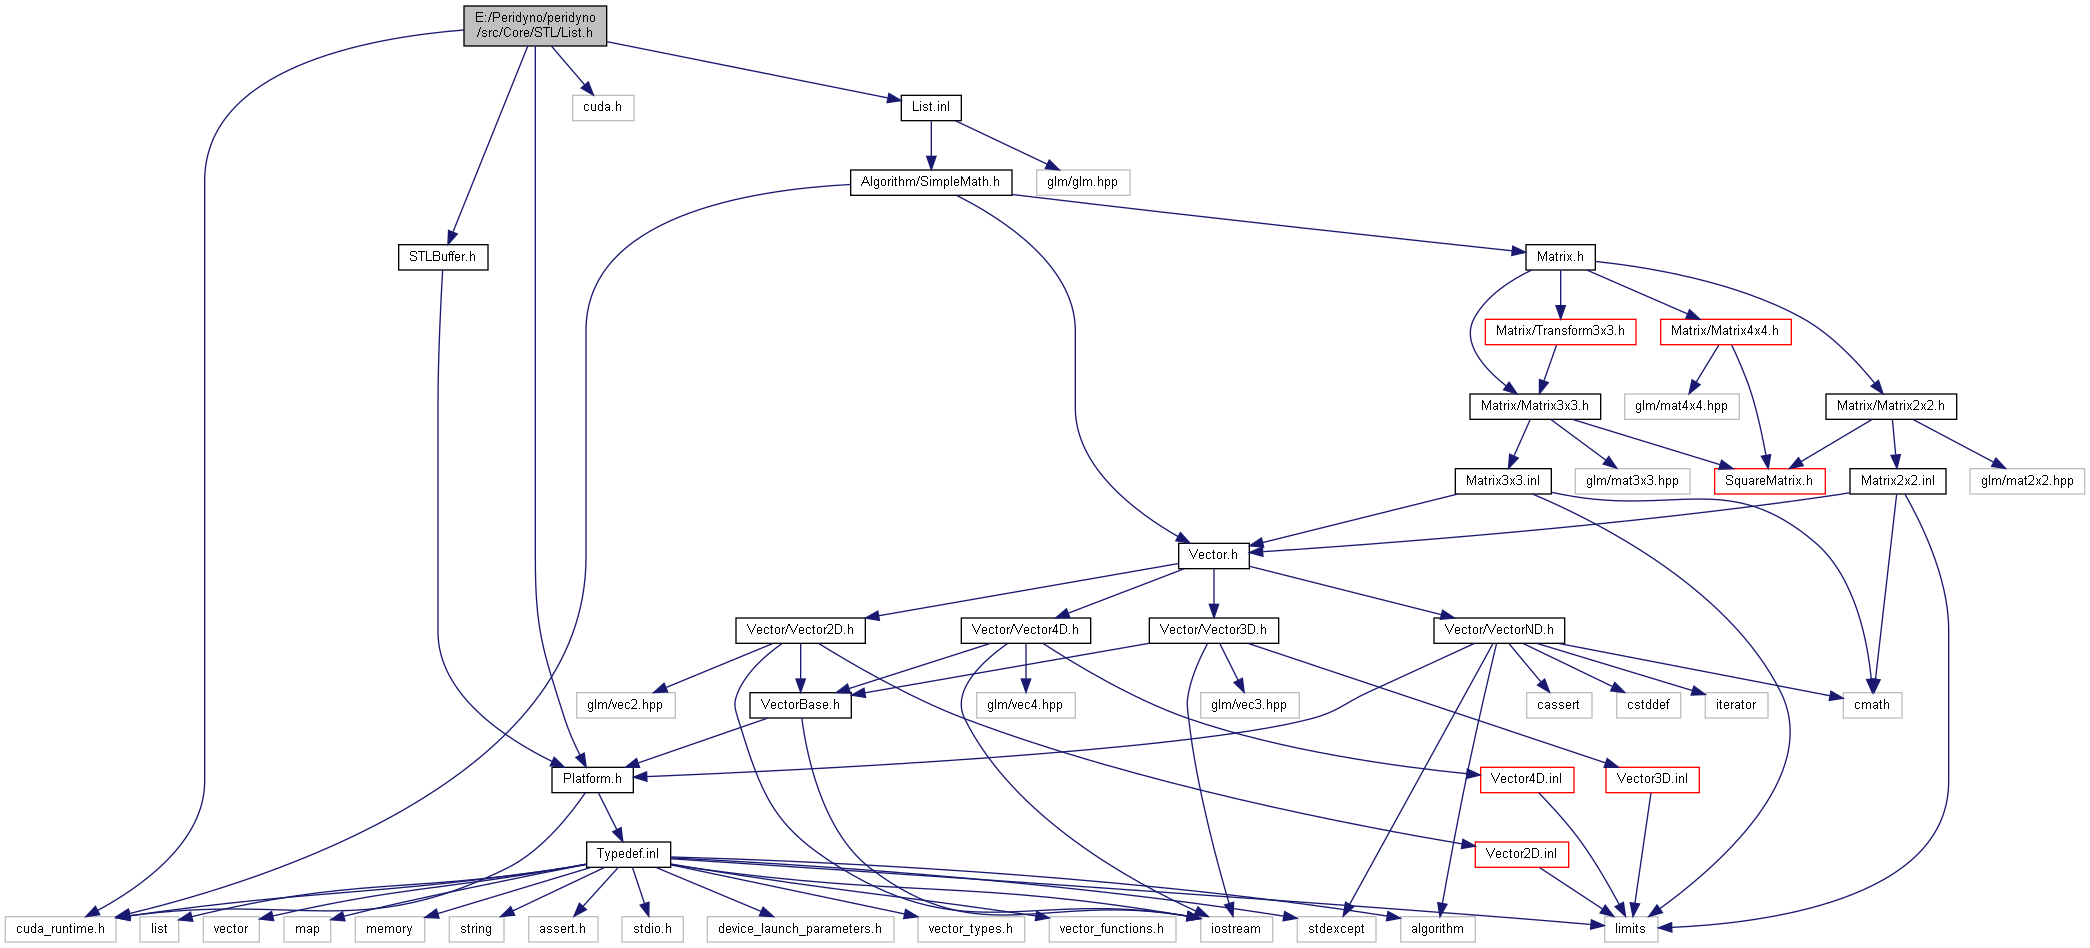 E:/Peridyno/peridyno
/src/Core/STL/List.h
cuda.h
List.inl
Algorithm/SimpleMath.h
glm/glm.hpp
STLBuffer.h
Matrix.h
Matrix/Transform3x3.h
Matrix/Matrix4x4.h
Matrix/Matrix3x3.h
glm/mat4x4.hpp
Matrix/Matrix2x2.h
Matrix3x3.inl
glm/mat3x3.hpp
SquareMatrix.h
Matrix2x2.inl
glm/mat2x2.hpp
Vector.h
Vector/Vector2D.h
Vector/Vector4D.h
Vector/Vector3D.h
Vector/VectorND.h
glm/vec2.hpp
VectorBase.h
glm/vec4.hpp
glm/vec3.hpp
cassert
cstddef
iterator
cmath
Platform.h
Vector4D.inl
Vector3D.inl
Typedef.inl
Vector2D.inl
cuda_runtime.h
list
vector
map
memory
string
assert.h
stdio.h
device_launch_parameters.h
vector_types.h
vector_functions.h
iostream
stdexcept
algorithm
limits